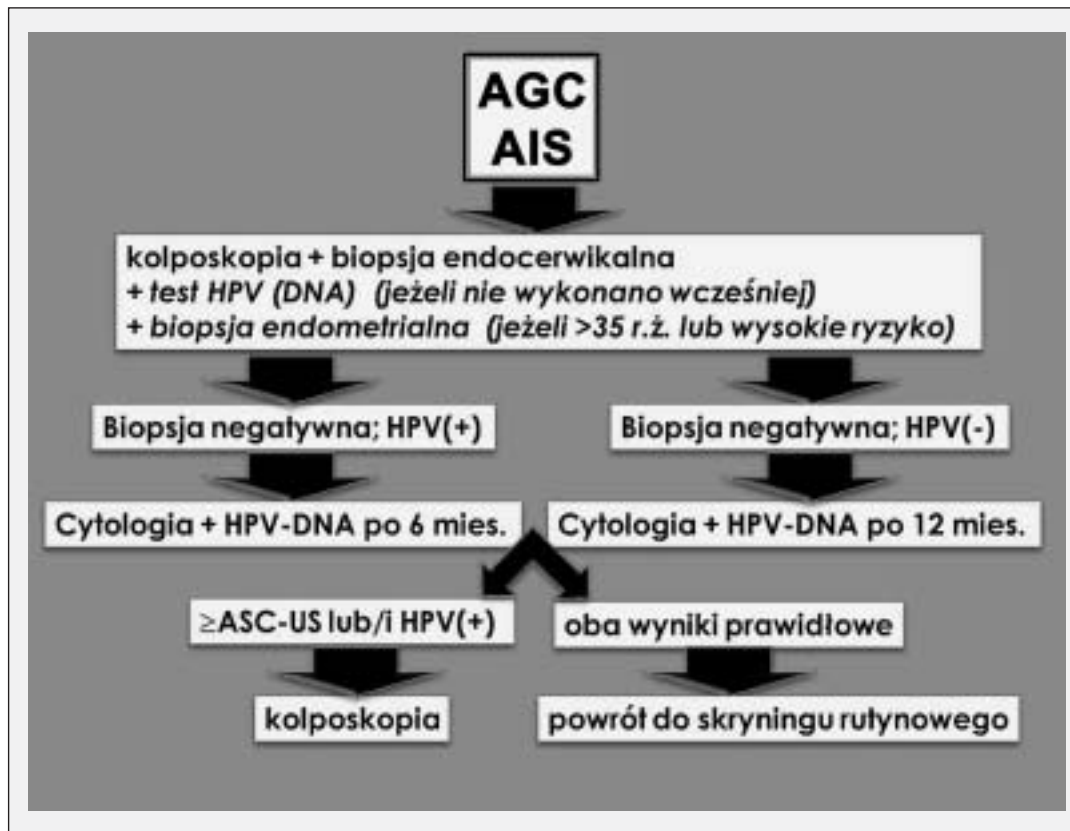 AGC
AIS
kolposkopia + biopsja endocerwikalna
+ test HPV (DNA) (jeżeli nie wykonano wcześniej)
+ biopsja endometrialna (jeżeli >35 r.ż. lub wysokie ryzyko)
Biopsja negatywna; HPV(+)
Biopsja negatywna; HPV(-)
Cytologia + HPV-DNA po 6 mies.
Cytologia + HPV-DNA po 12 mies.
≥ASC-US lub/i HPV(+)
oba wyniki prawidłowe
kolposkopia
powrót do skryningu rutynowego